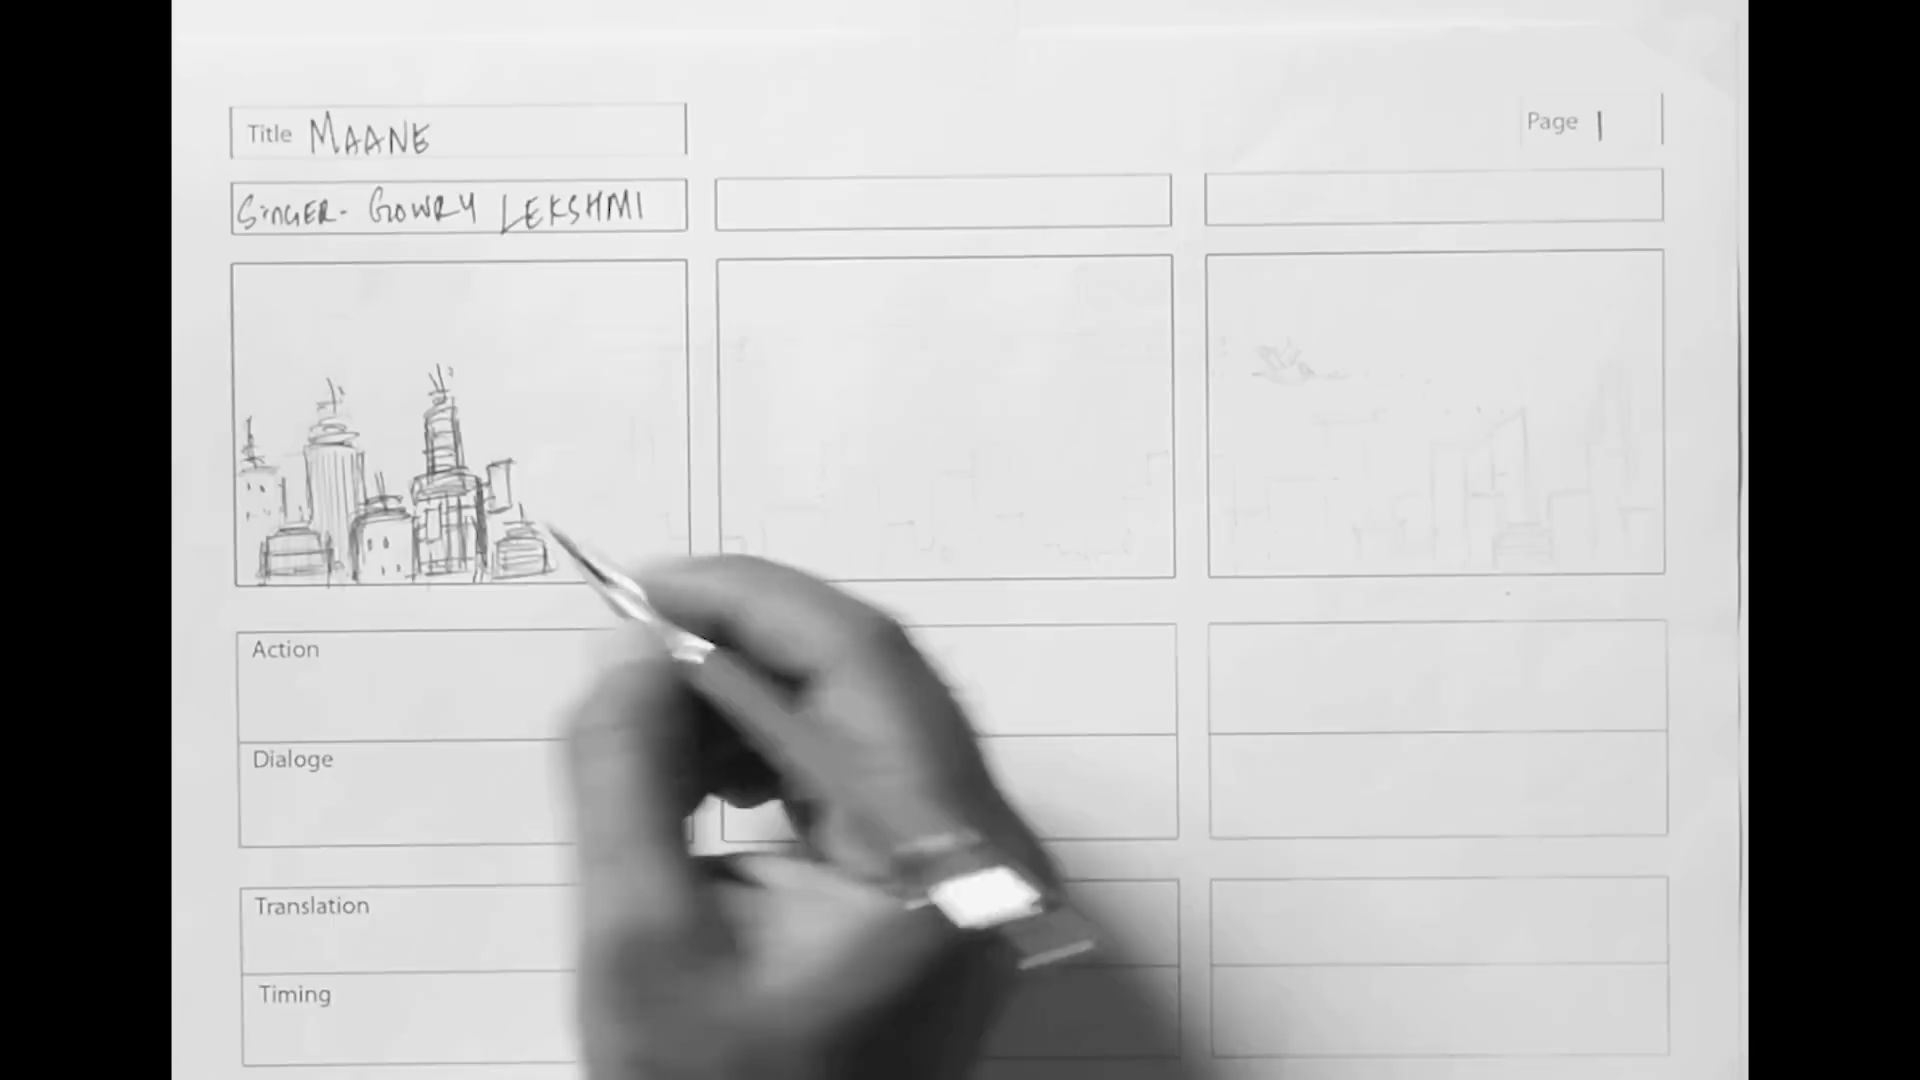 Title MAANE
Page 1
SINGER- GOWRY LEKSHMI
Action
Dialoge
Translation
Timing